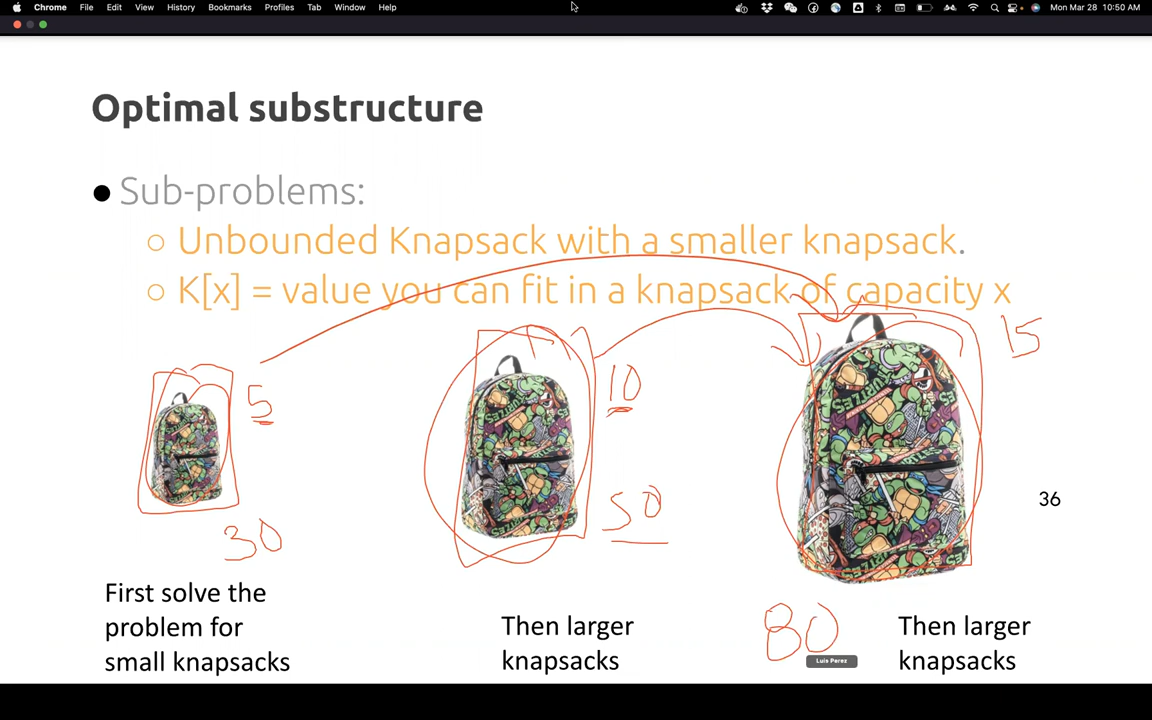 Chrome File Edit View History Bookmarks Profiles Tab Window Help
Mon Mar 28 10:50 AM
Optimal substructure
● Sub-problems:
○ Unbounded Knapsack with a smaller knapsack.
○ K[x] = value you can fit in a knapsack of capacity x
15
5
10
50
36
30
First solve the
problem for
small knapsacks
Then larger
knapsacks
80
Luis Perez
Then larger
knapsacks